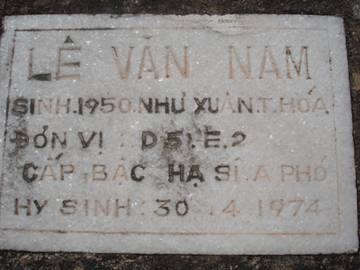 LÊ VĂN NAM
SINH.1950.NHƯ XUÂN.T.HÓA
ĐƠN VỊ : D51.E.2
CẤP BẬC HẠ SĨ.A PHÓ
HY SINH : 30 . 4 1974